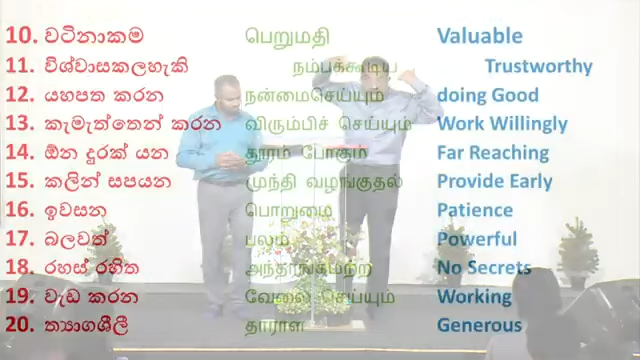 10. වටිනාකම பெறுமதி Valuable
11. විශ්වාසකලහැකි நம்பக்கூடிய Trustworthy
12. යහපත කරන நன்மைசெய்யும் doing Good
13. කැමැත්තෙන් කරන விரும்பிச் செய்யும் Work Willingly
14. ඕන දුරක් යන தூரம் போகும் Far Reaching
15. කලින් සපයන முந்தி வழங்குதல் Provide Early
16. ඉවසන பொறுமை Patience
17. බලවත් பலம் Powerful
18. රහස් රහිත அந்தரங்கமற்ற No Secrets
19. වැඩ කරන வேலை செய்யும் Working
20. ත්‍යාගශීලී தாராள Generous